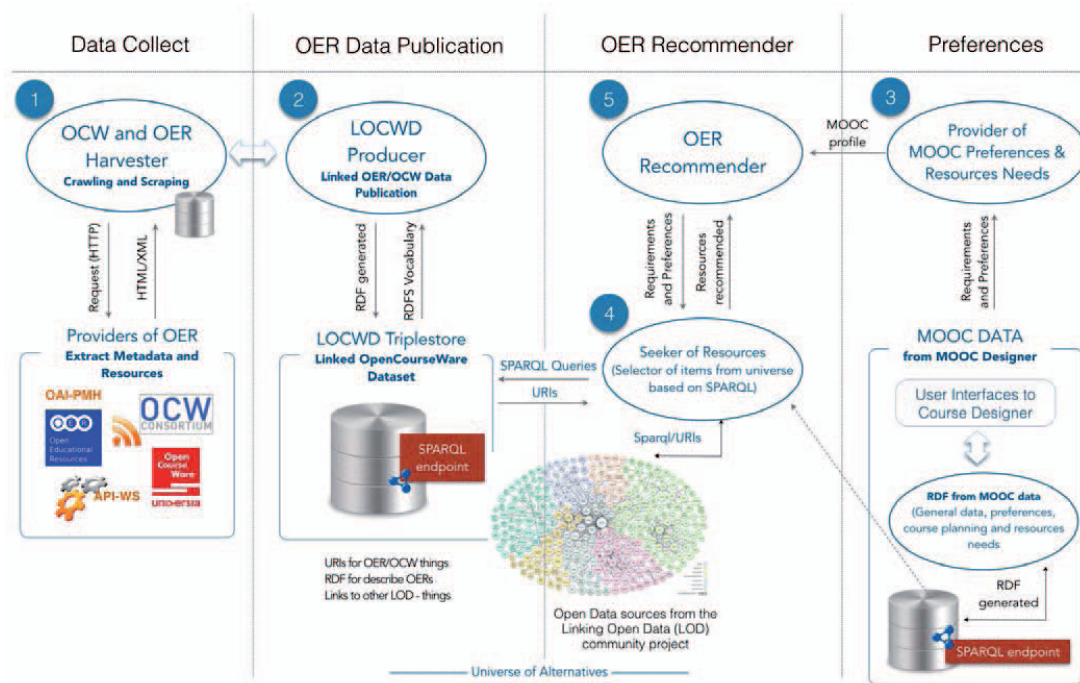 Data Collect
OER Data Publication
OER Recommender
Preferences
1
OCW and OER
Harvester
Crawling and Scraping
Request (HTTP)
HTML/XML
Providers of OER
Extract Metadata and
Resources
OAI-PMH
Open
Educational
Resources
OCW
CONSORTIUM
API-WS
Open
Course
Ware
universia
2
LOCWD
Producer
Linked OER/OCW Data
Publication
RDF generated
RDFS Vocabulary
LOCWD Triplestore
Linked OpenCourseWare
Dataset
SPARQL
endpoint
URIs for OER/OCW things
RDF for describe OERs
Links to other LOD - things
SPARQL Queries
URIs
5
OER
Recommender
MOOC
profile
Requirements
and Preferences
Resources
recommended
4
Seeker of Resources
(Selector of items from universe
based on SPARQL)
Sparql/URIs
Open Data sources from the
Linking Open Data (LOD)
community project
Universe of Alternatives
3
Provider of
MOOC Preferences &
Resources Needs
Requirements
and Preferences
MOOC DATA
from MOOC Designer
User Interfaces to
Course Designer
RDF from MOOC data
(General data, preferences,
course planning and resources
needs
RDF
generated
SPARQL endpoint